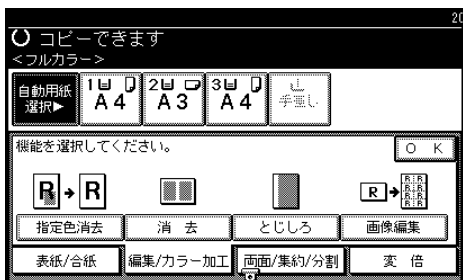 20
コピーできます
<フルカラー>
自動用紙
選択▶
1 A4
2 A3
3 A4
手差し
機能を選択してください。
OK
R→R
R→R R R R R R
指定色消去
消去
とじしろ
画像編集
表紙/合紙
編集/カラー加工
両面/集約/分割
変倍